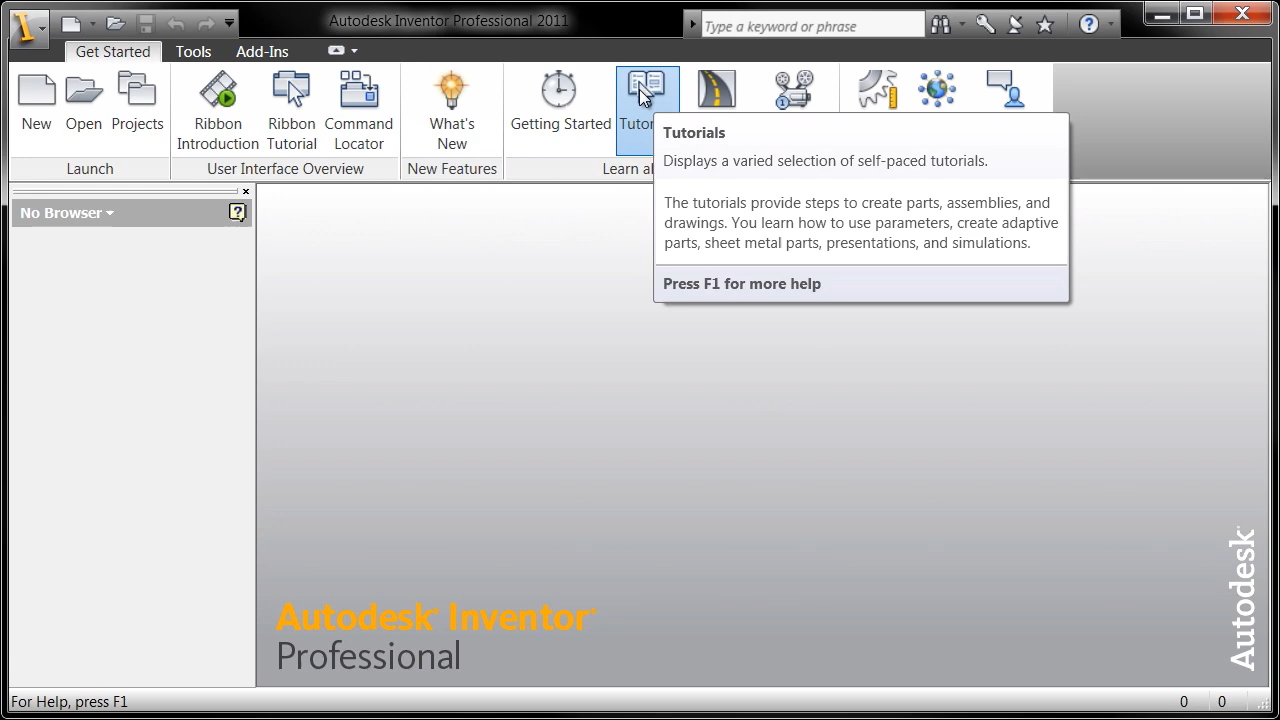 Autodesk Inventor Professional 2011
Type a keyword or phrase
Get Started Tools Add-Ins
New Open Projects
Ribbon Introduction
Ribbon Tutorial
Command Locator
What's New
Getting Started
Launch
User Interface Overview
New Features
Tutorials
Displays a varied selection of self-paced tutorials.
The tutorials provide steps to create parts, assemblies, and
drawings. You learn how to use parameters, create adaptive
parts, sheet metal parts, presentations, and simulations.
Press F1 for more help
No Browser
Autodesk Inventor
Professional
Autodesk
For Help, press F1
0 0